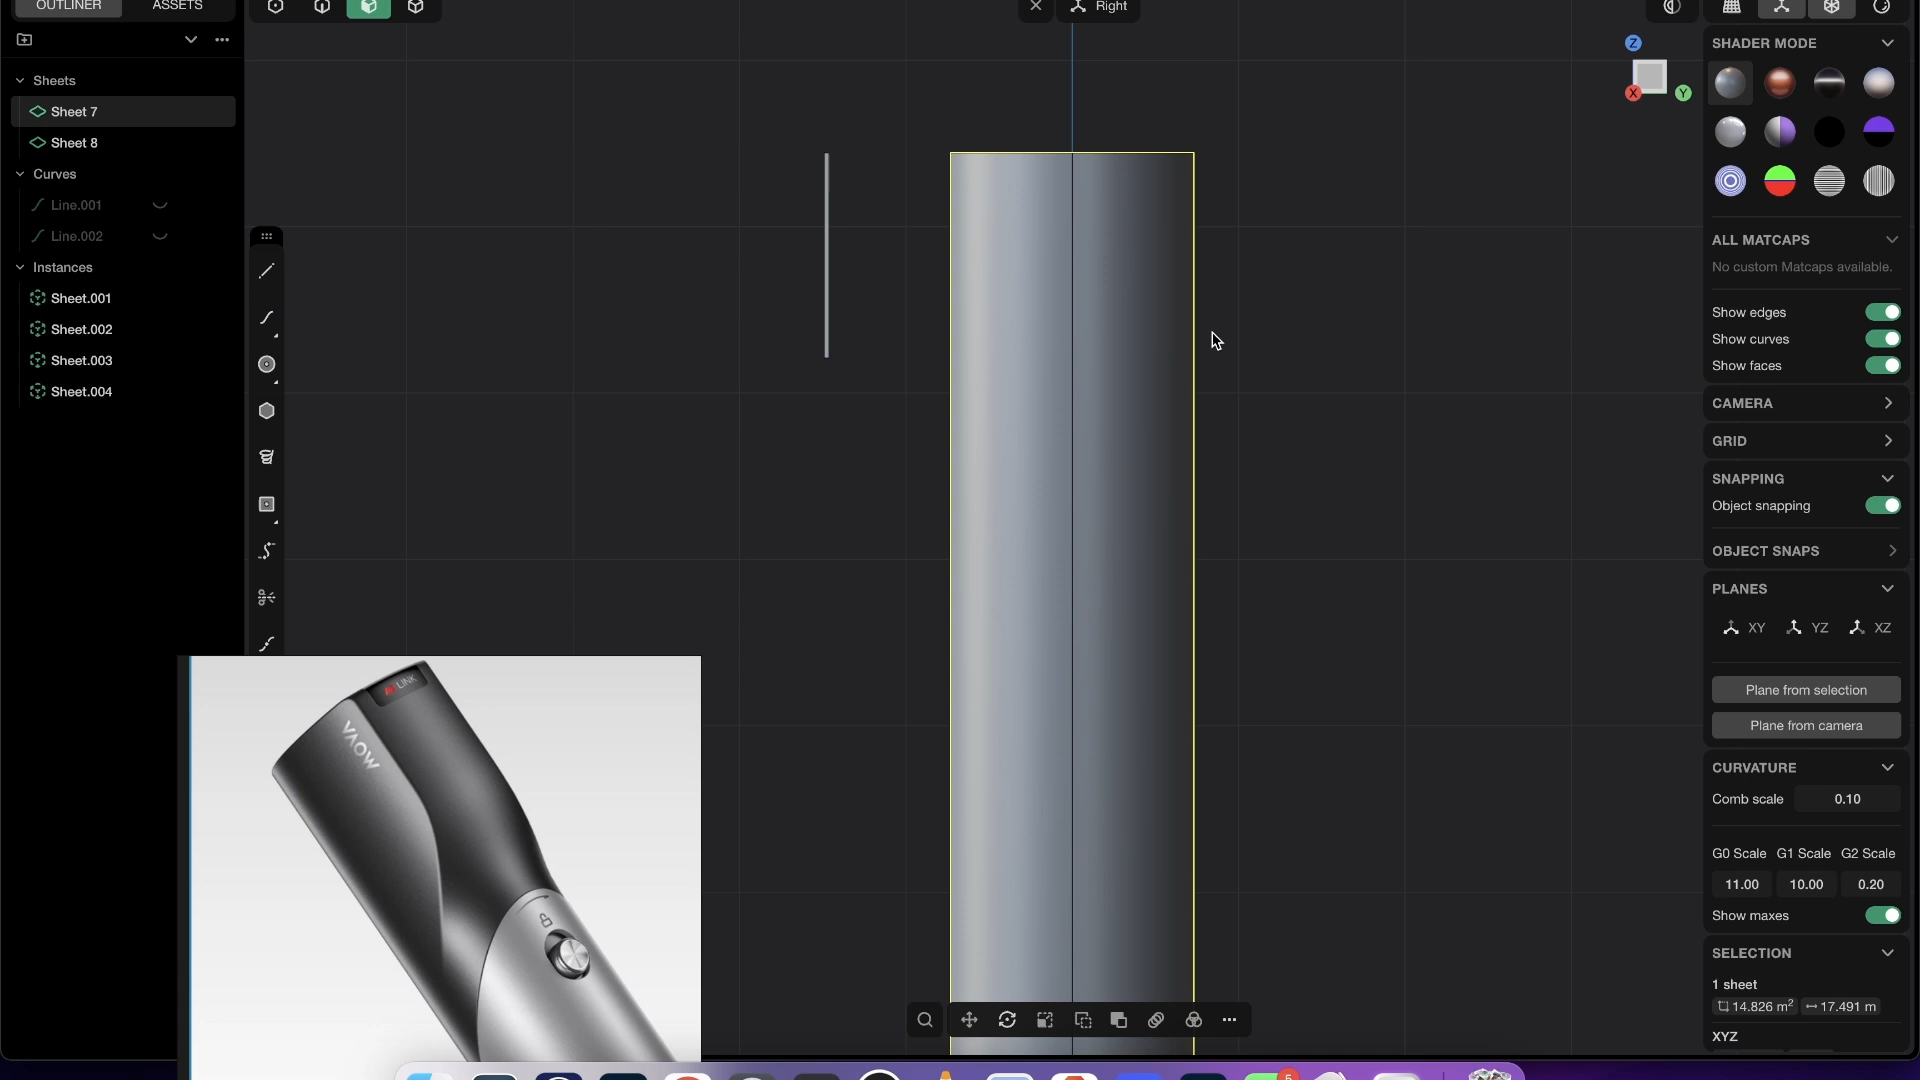 OUTLINER ASSETS
Right
Sheets
Sheet 7
Sheet 8
Curves
Line.001
Line.002
Instances
Sheet.001
Sheet.002
Sheet.003
Sheet.004
Z
X
Y
LINK
VAOW
5
SHADER MODE
ALL MATCAPS
No custom Matcaps available.
Show edges
Show curves
Show faces
CAMERA
GRID
SNAPPING
Object snapping
OBJECT SNAPS
PLANES
XY YZ XZ
Plane from selection
Plane from camera
CURVATURE
Comb scale 0.10
G0 Scale G1 Scale G2 Scale
11.00 10.00 0.20
Show maxes
SELECTION
1 sheet
14.826 m² 17.491 m
XYZ